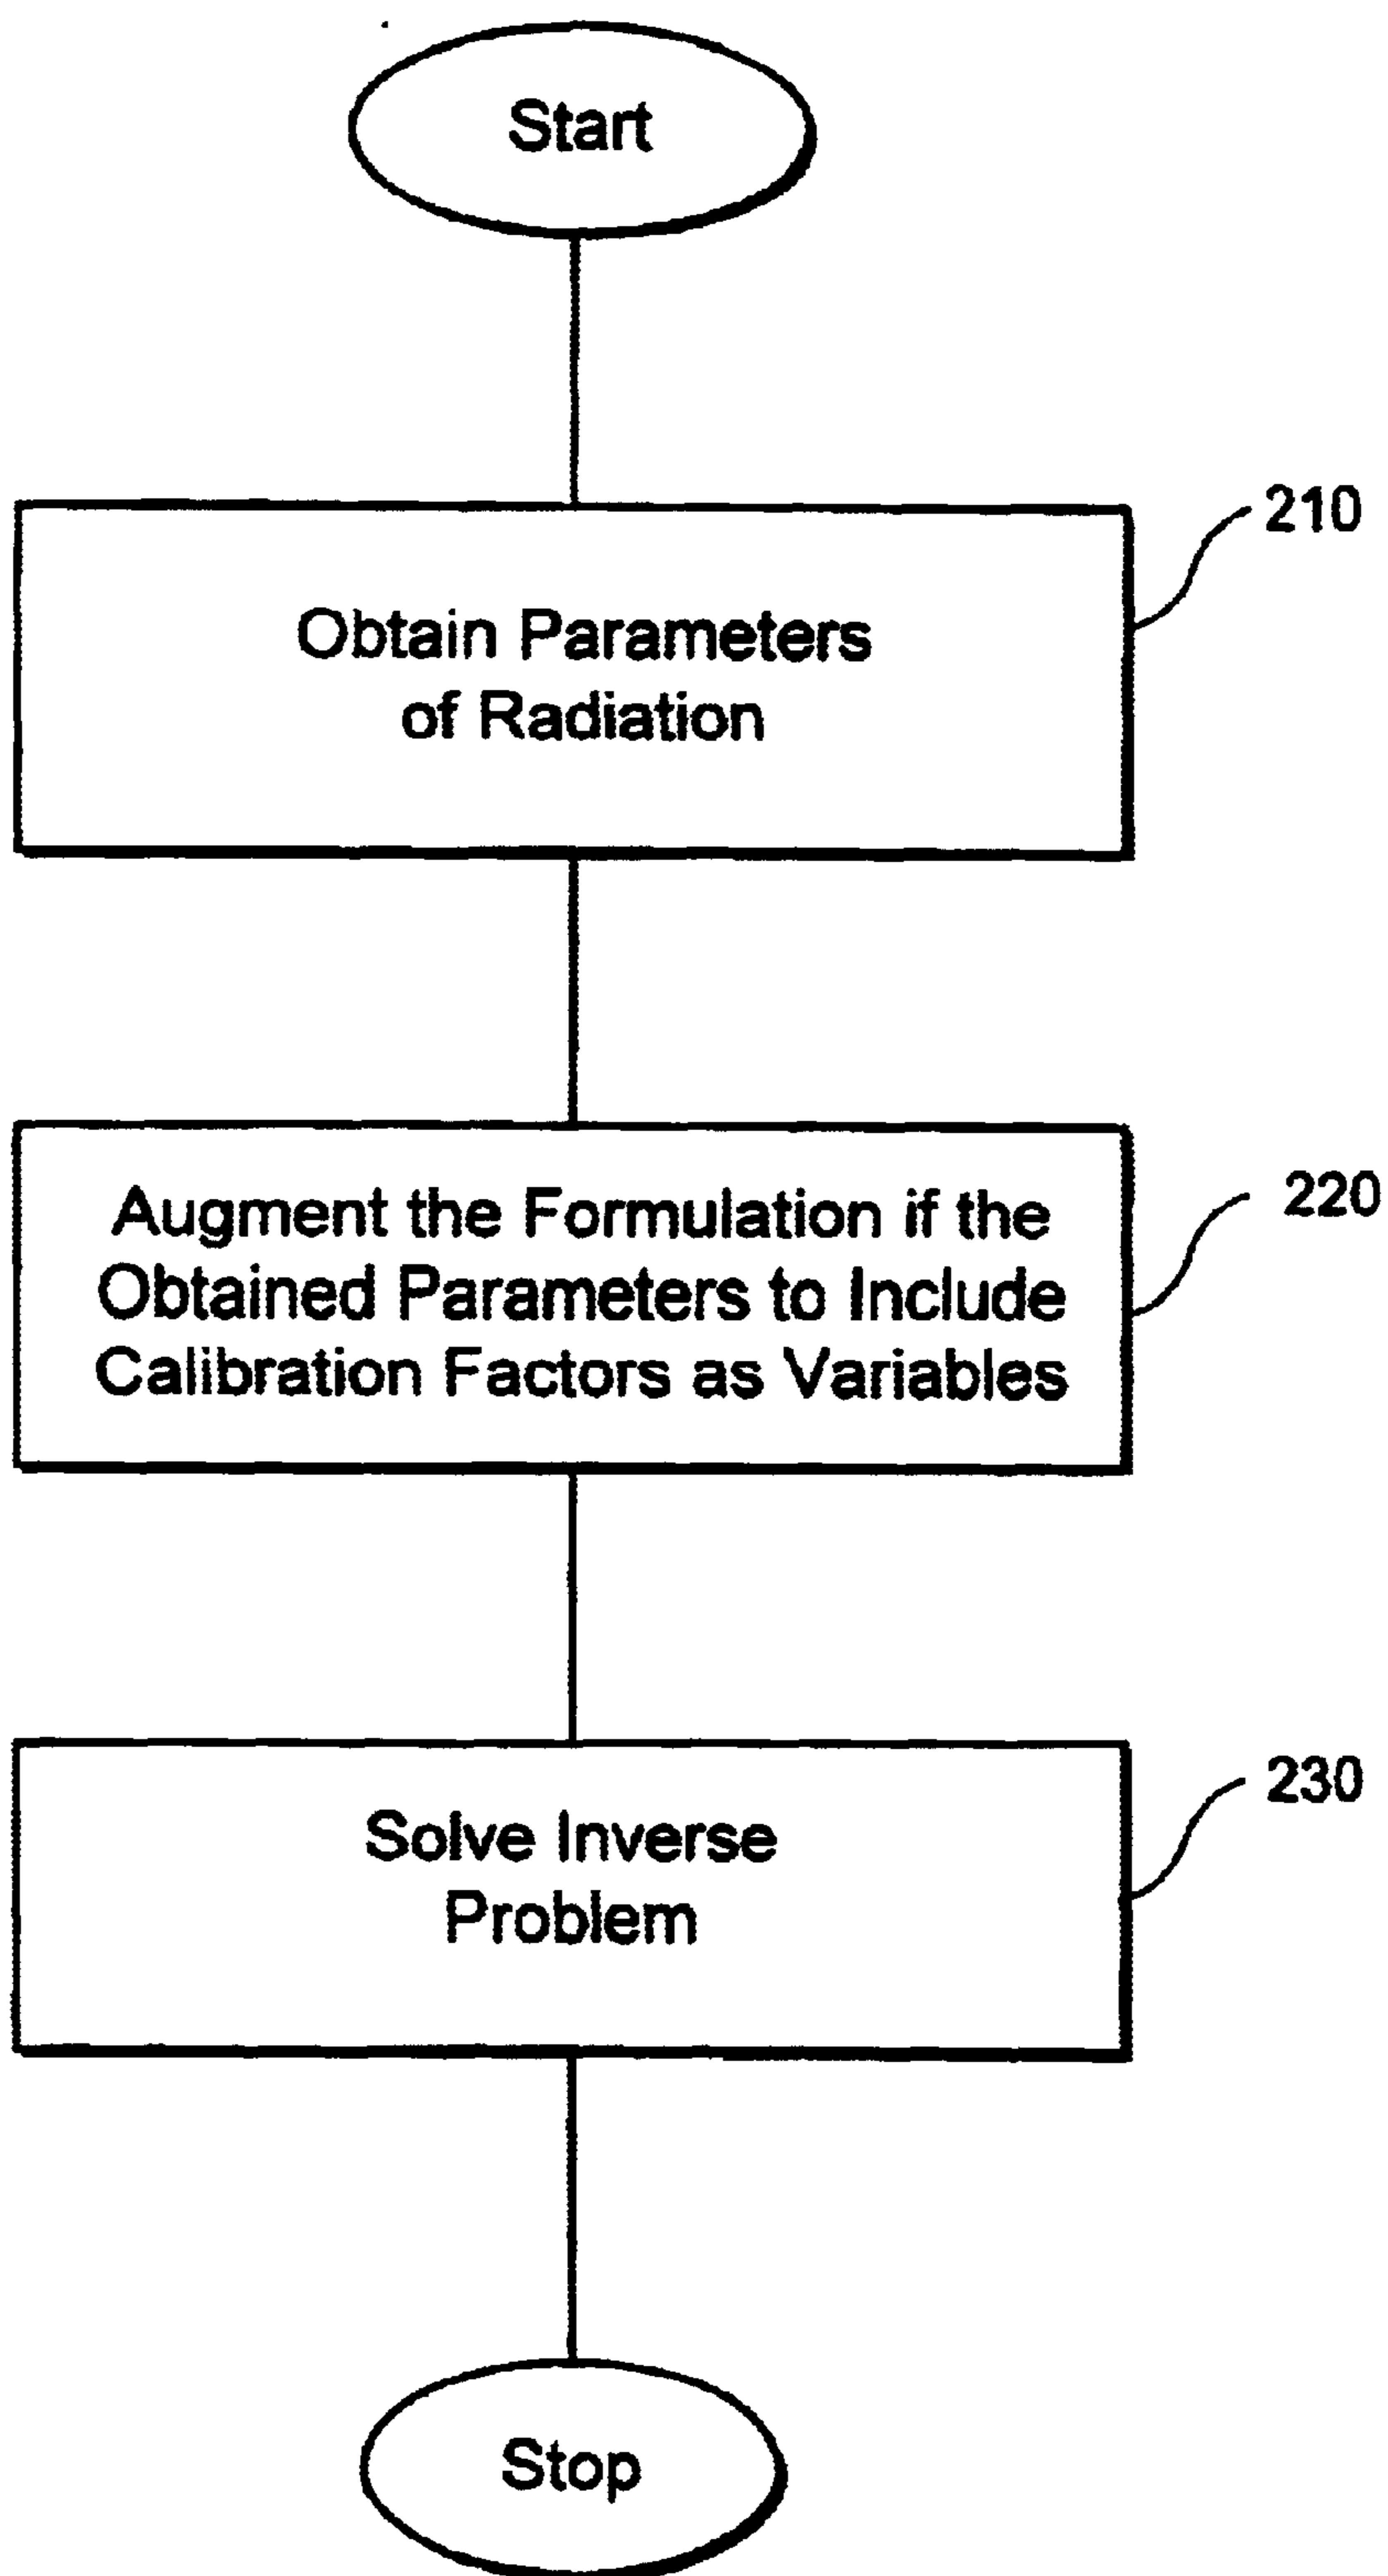 Start
210
Obtain Parameters
of Radiation
220
Augment the Formulation if the
Obtained Parameters to Include
Calibration Factors as Variables
230
Solve Inverse
Problem
Stop